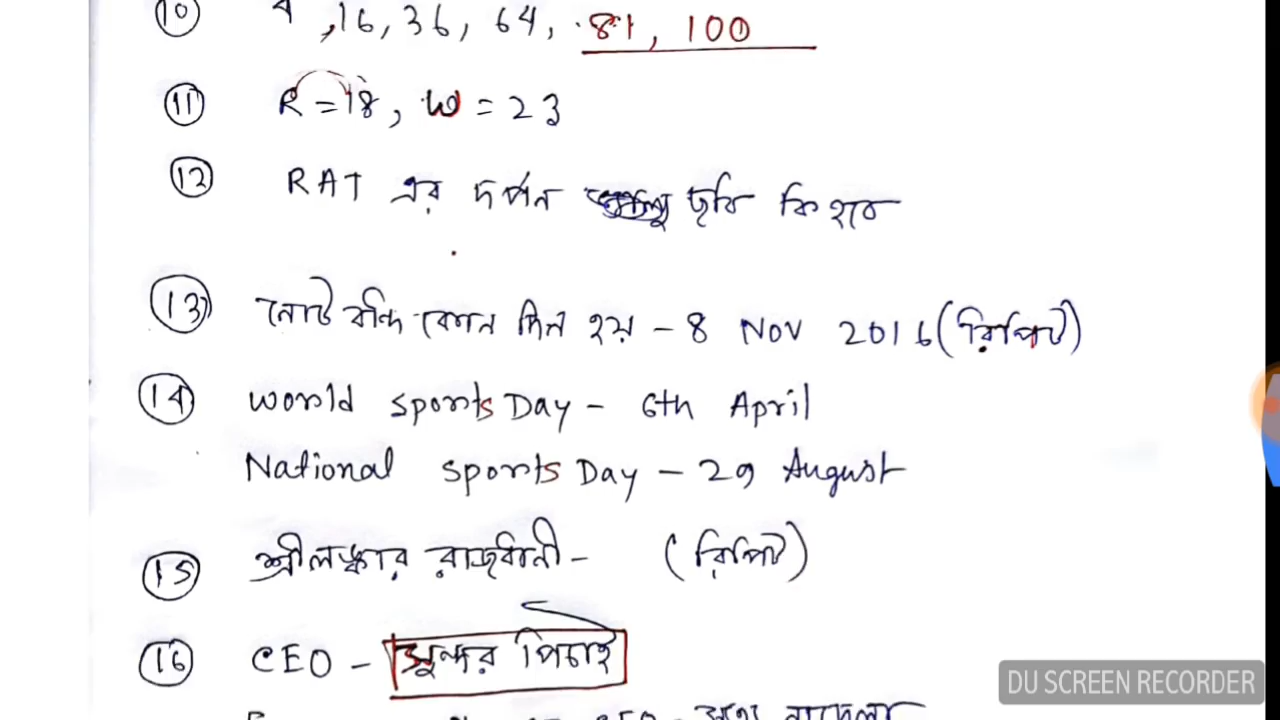 10 4, 16, 36, 64, 81, 100
11 R = 18, W = 23
12 RAT এর দর্পন ছবি কি হবে
13 নোট বন্দি কোন দিন হয় - 8 Nov 2016 (রিপিট)
14 World Sports Day - 6th April
National Sports Day - 29 August
15 শ্রীলঙ্কার রাজধানী - (রিপিট)
16 CEO - সুন্দর পিচাই
CEO - সত্য নাদেলা
DU SCREEN RECORDER